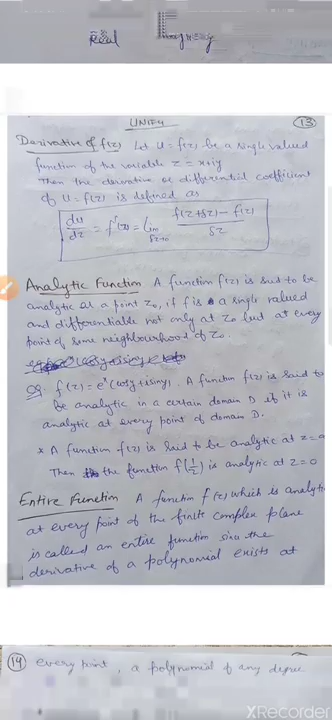 Real Imaginary
UNIT-4 (13)
Derivative of f(z) Let u = f(z) be a single valued
function of the variable z = x+iy
Then the derivative or differential coefficient
of u = f(z) is defined as
du/dz = f'(z) = Lim δz→0 f(z+δz) - f(z) / δz
Analytic Function A function f(z) is said to be
analytic at a point Z₀, if f is a single valued
and differentiable not only at Z₀ but at every
point of some neighbourhood of Z₀.
eg. f(z) = eˣ(cosy+isiny). A function f(z) is said to
be analytic in a certain domain D if it is
analytic at every point of domain D.
* A function f(z) is said to be analytic at z=∞
Then the function f(1/z) is analytic at z=0
Entire Function A function f(z) which is analytic
at every point of the finite complex plane
is called an entire function since the
derivative of a polynomial exists at
(14) every point, a polynomial of any degree
XRecorder